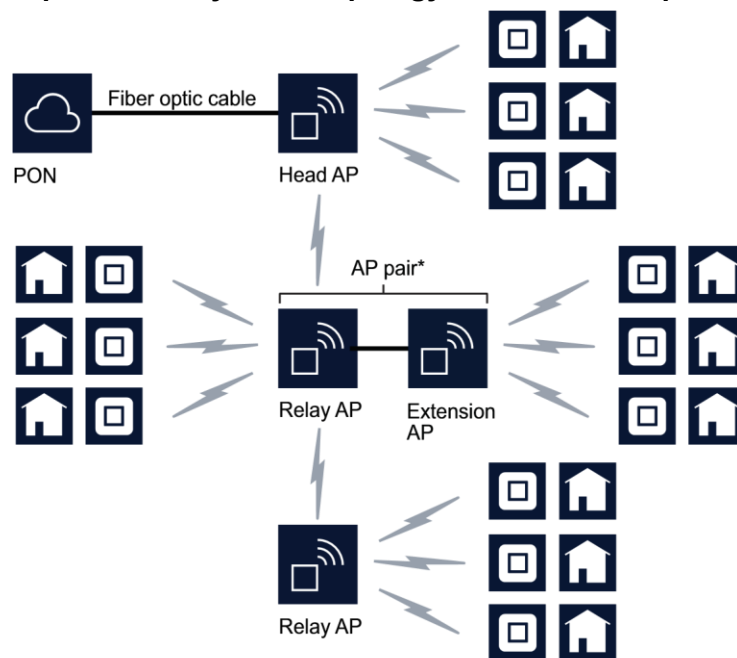 Fiber optic cable
PON
Head AP
AP pair*
Relay AP
Extension
AP
Relay AP